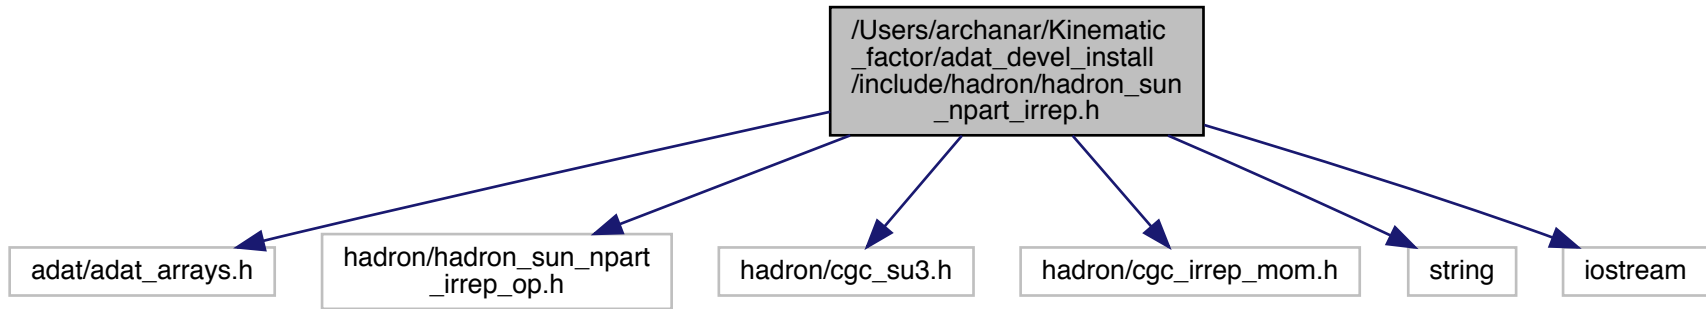 /Users/archanar/Kinematic
_factor/adat_devel_install
/include/hadron/hadron_sun
_npart_irrep.h
adat/adat_arrays.h
hadron/hadron_sun_npart
_irrep_op.h
hadron/cgc_su3.h
hadron/cgc_irrep_mom.h
string
iostream